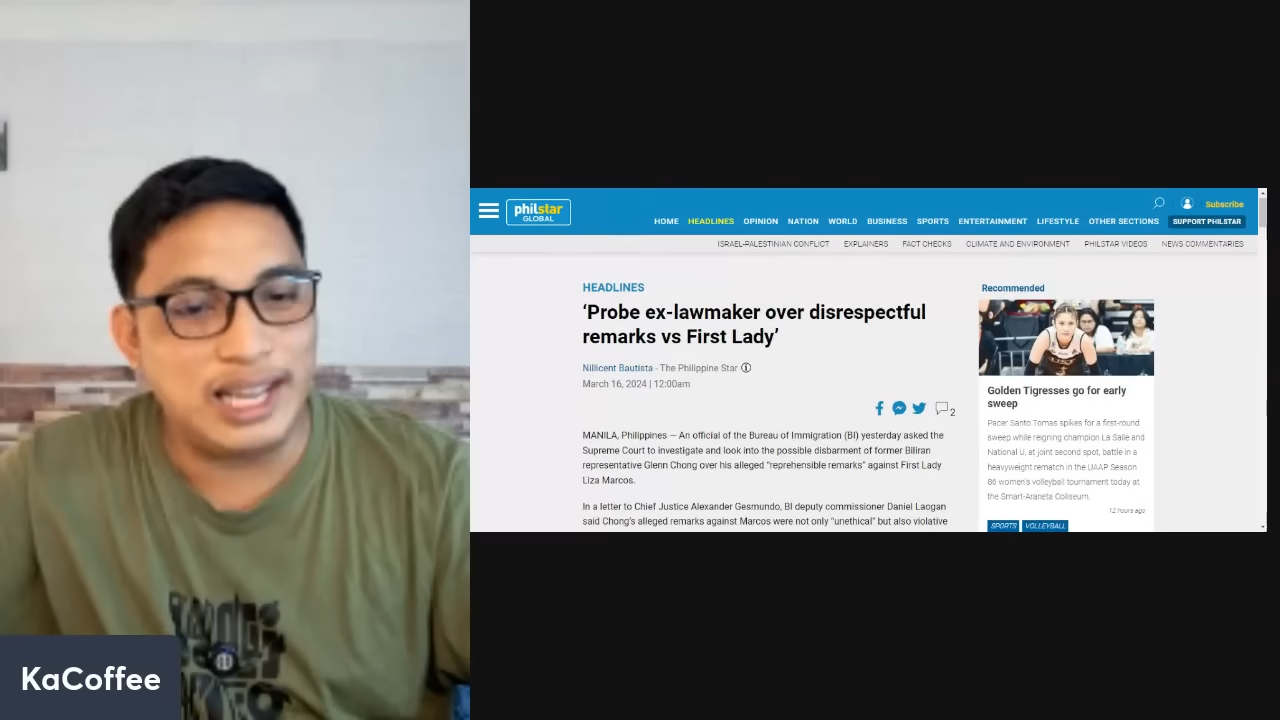 philstar
GLOBAL
Subscribe
HOME HEADLINES OPINION NATION WORLD BUSINESS SPORTS ENTERTAINMENT LIFESTYLE OTHER SECTIONS SUPPORT PHILSTAR
ISRAEL-PALESTINIAN CONFLICT EXPLAINERS FACT CHECKS CLIMATE AND ENVIRONMENT PHILSTAR VIDEOS NEWS COMMENTARIES
HEADLINES
‘Probe ex-lawmaker over disrespectful
remarks vs First Lady’
Nillicent Bautista - The Philippine Star
March 16, 2024 | 12:00am
2
MANILA, Philippines — An official of the Bureau of Immigration (BI) yesterday asked the
Supreme Court to investigate and look into the possible disbarment of former Biliran
representative Glenn Chong over his alleged “reprehensible remarks” against First Lady
Liza Marcos.
In a letter to Chief Justice Alexander Gesmundo, BI deputy commissioner Daniel Laogan
said Chong’s alleged remarks against Marcos were not only “unethical” but also violative
Recommended
Golden Tigresses go for early
sweep
Pacer Santo Tomas spikes for a first-round
sweep while reigning champion La Salle and
National U, at joint second spot, battle in a
heavyweight rematch in the UAAP Season
86 women’s volleyball tournament today at
the Smart-Araneta Coliseum.
12 hours ago
SPORTS VOLLEYBALL
KaCoffee